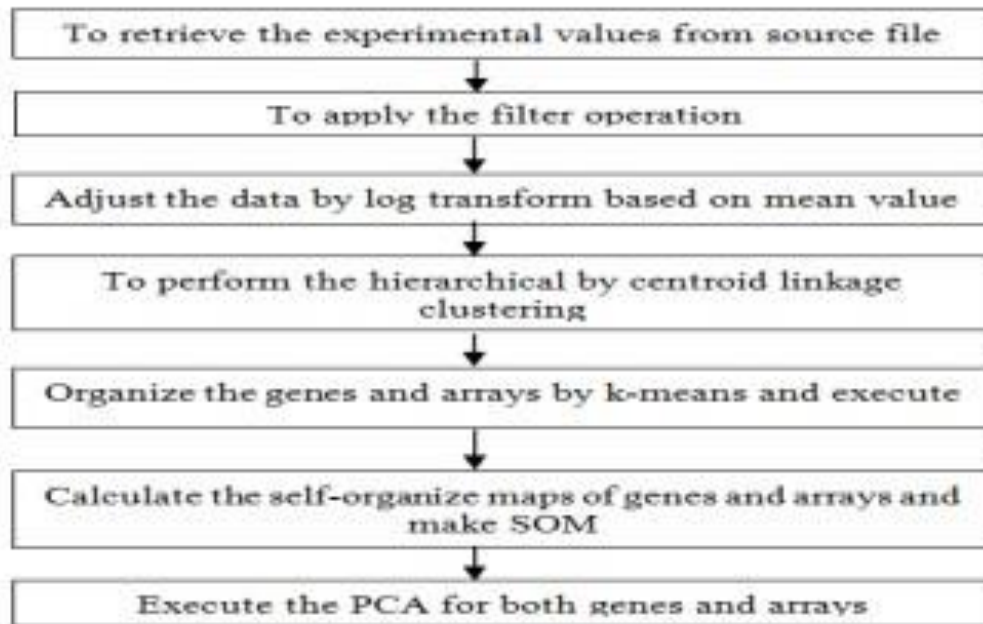 To retrieve the experimental values from source file
To apply the filter operation
Adjust the data by log transform based on mean value
To perform the hierarchical by centroid linkage
clustering
Organize the genes and arrays by k-means and execute
Calculate the self-organize maps of genes and arrays and
make SOM
Execute the PCA for both genes and arrays